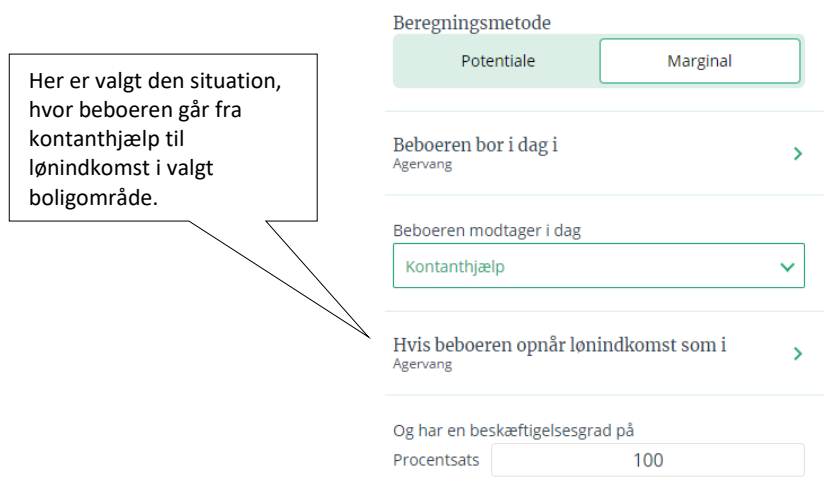 Her er valgt den situation,
hvor beboeren går fra
kontanthjælp til
lønindkomst i valgt
boligområde.
Beregningsmetode
Potentiale Marginal
Beboeren bor i dag i
Agervang
Beboeren modtager i dag
Kontanthjælp
Hvis beboeren opnår lønindkomst som i
Agervang
Og har en beskæftigelsesgrad på
Procentsats 100